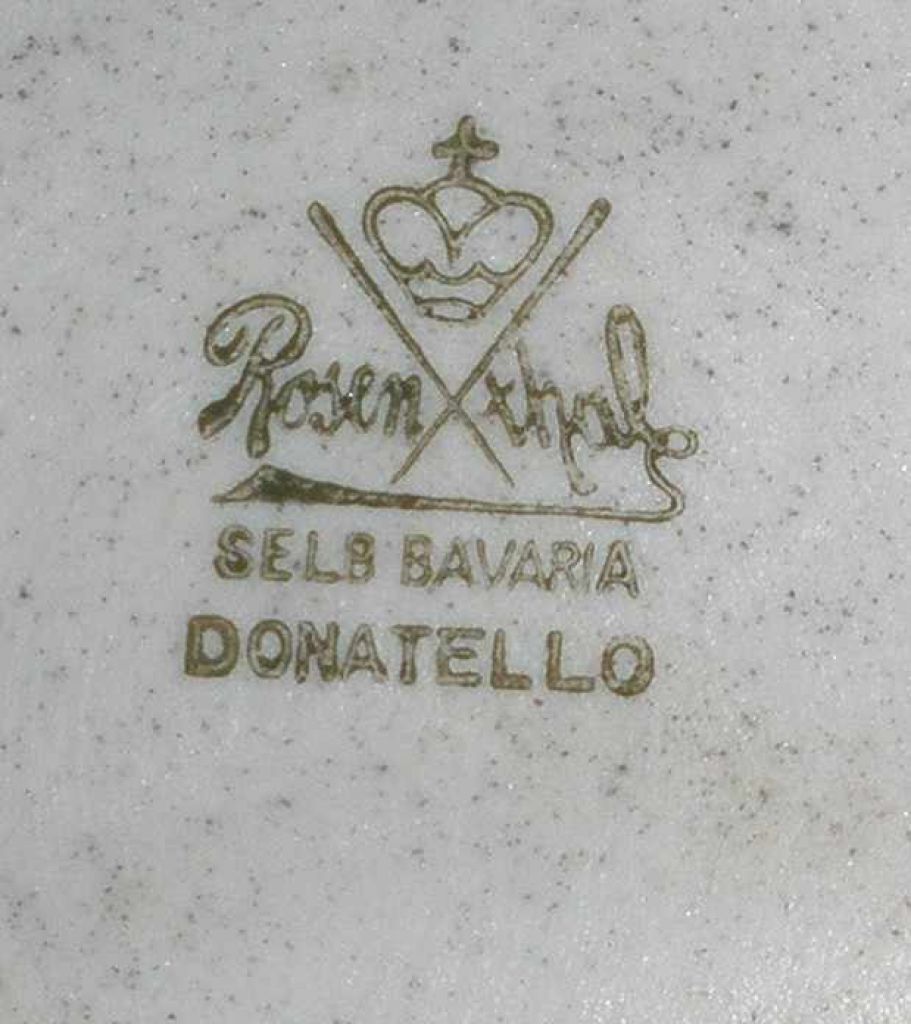 Rosenthal
SELB BAVARIA
DONATELLO